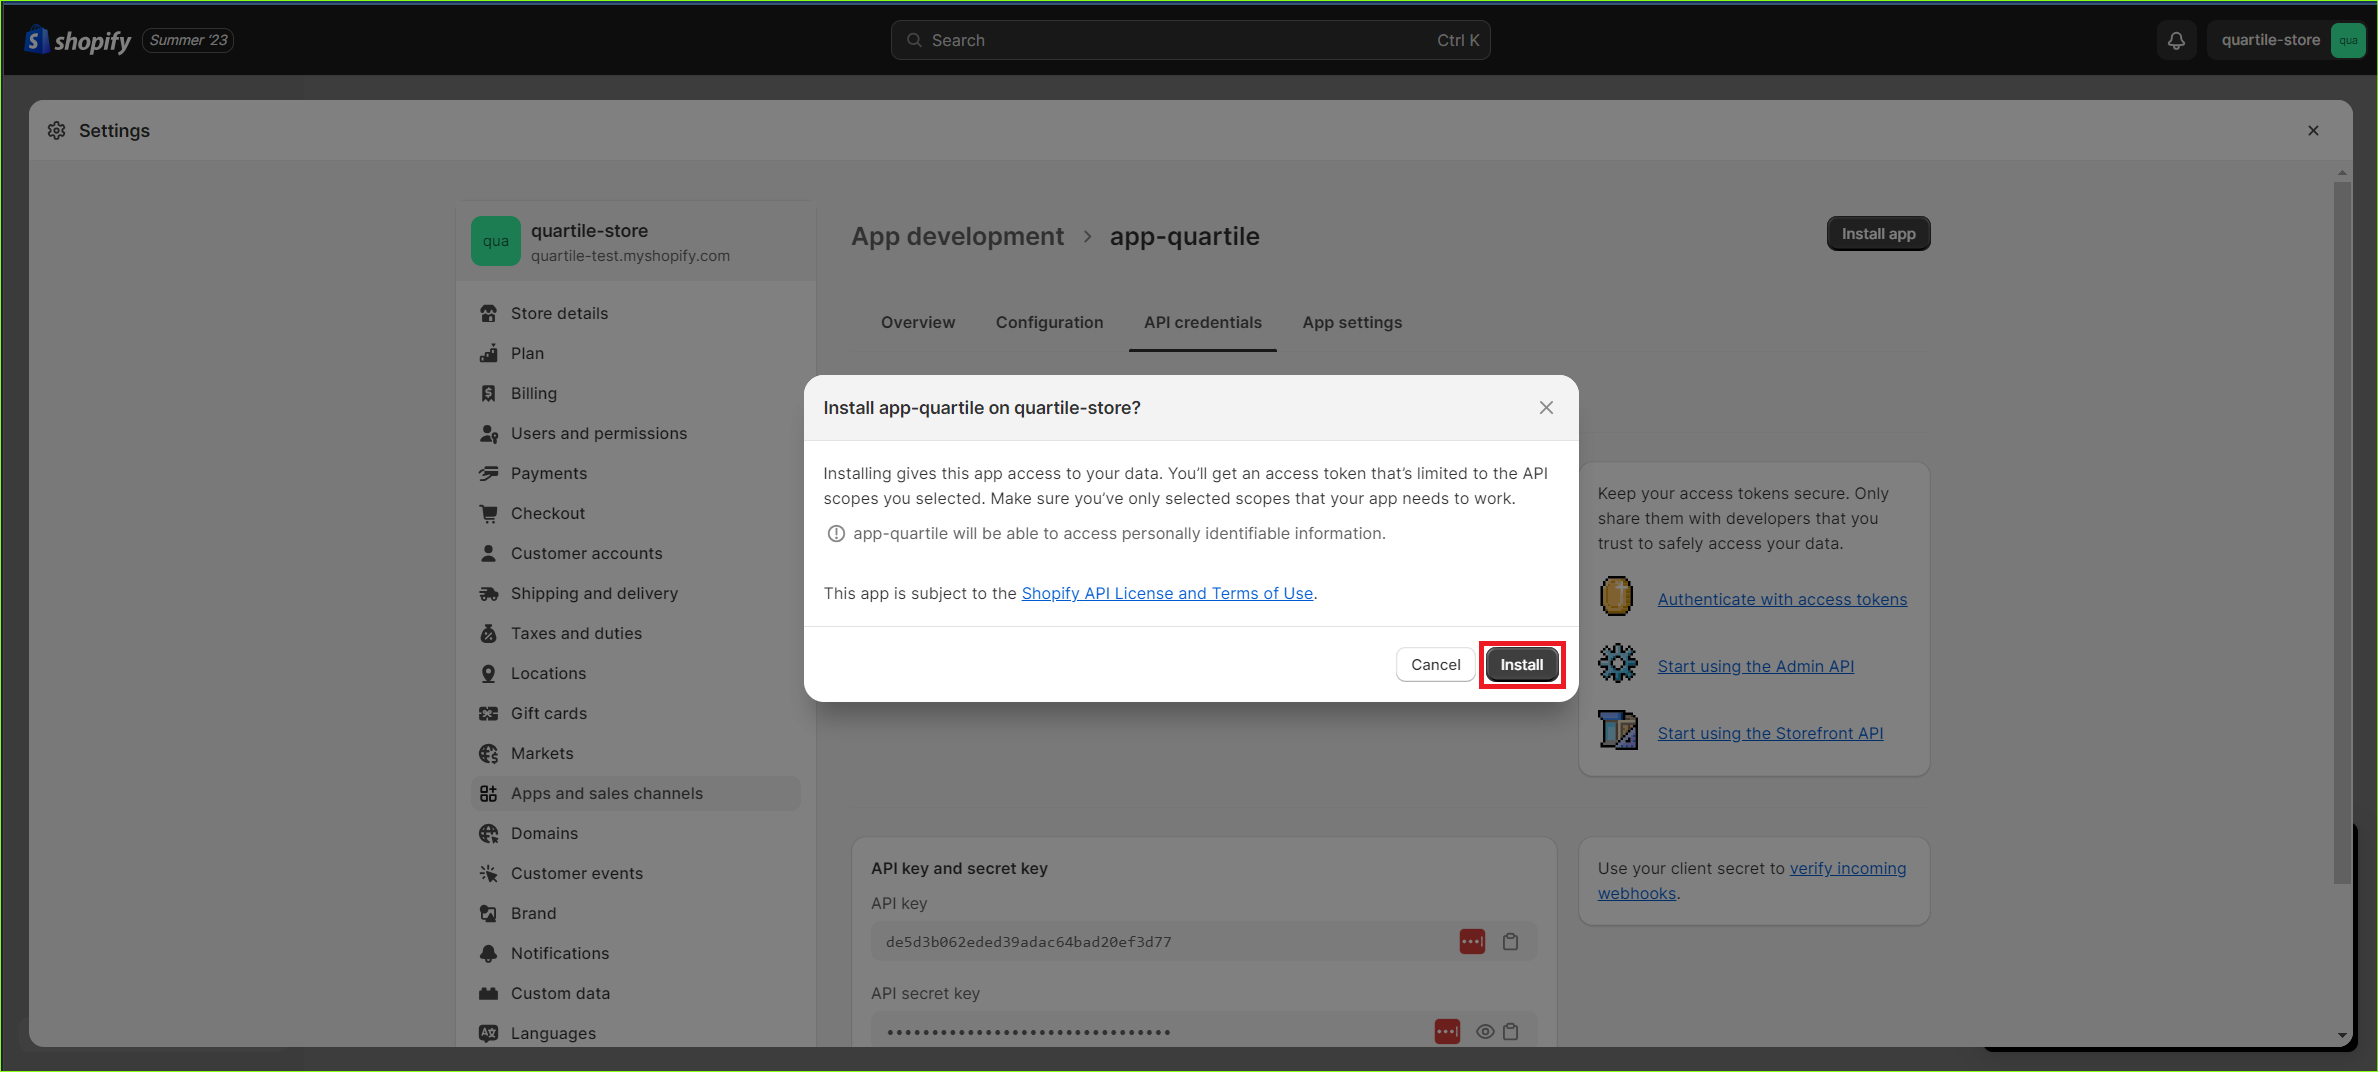 shopify Summer '23
Search Ctrl K
quartile-store qua
Settings
qua
quartile-store
quartile-test.myshopify.com
Store details
Plan
Billing
Users and permissions
Payments
Checkout
Customer accounts
Shipping and delivery
Taxes and duties
Locations
Gift cards
Markets
Apps and sales channels
Domains
Customer events
Brand
Notifications
Custom data
Languages
App development › app-quartile
Install app
Overview Configuration API credentials App settings
Install app-quartile on quartile-store?
Installing gives this app access to your data. You’ll get an access token that’s limited to the API
scopes you selected. Make sure you’ve only selected scopes that your app needs to work.
app-quartile will be able to access personally identifiable information.
This app is subject to the Shopify API License and Terms of Use.
Cancel Install
Keep your access tokens secure. Only
share them with developers that you
trust to safely access your data.
Authenticate with access tokens
Start using the Admin API
Start using the Storefront API
API key and secret key
API key
de5d3b062eded39adac64bad20ef3d77
API secret key
••••••••••••••••••••••••••••••••
Use your client secret to verify incoming
webhooks.